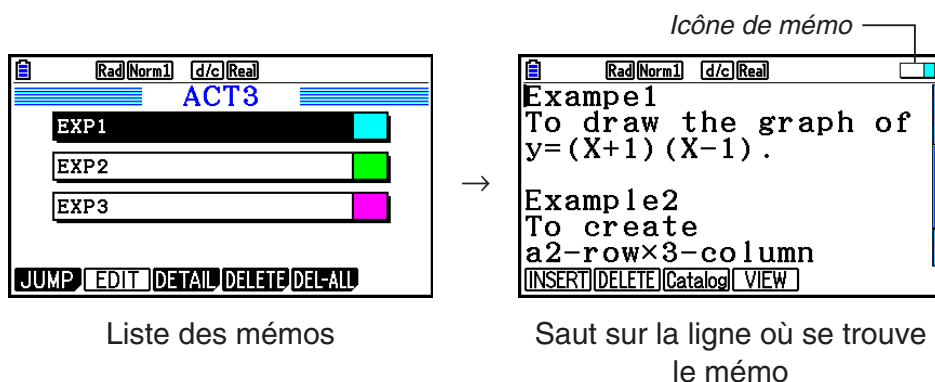 Icône de mémo
Rad Norm1 d/c Real
ACT3
EXP1
EXP2
EXP3
JUMP EDIT DETAIL DELETE DEL-ALL
Liste des mémos
→
Rad Norm1 d/c Real
Exampe1
To draw the graph of
y=(X+1)(X−1).
Example2
To create
a2−row×3−column
INSERT DELETE Catalog VIEW
Saut sur la ligne où se trouve
le mémo